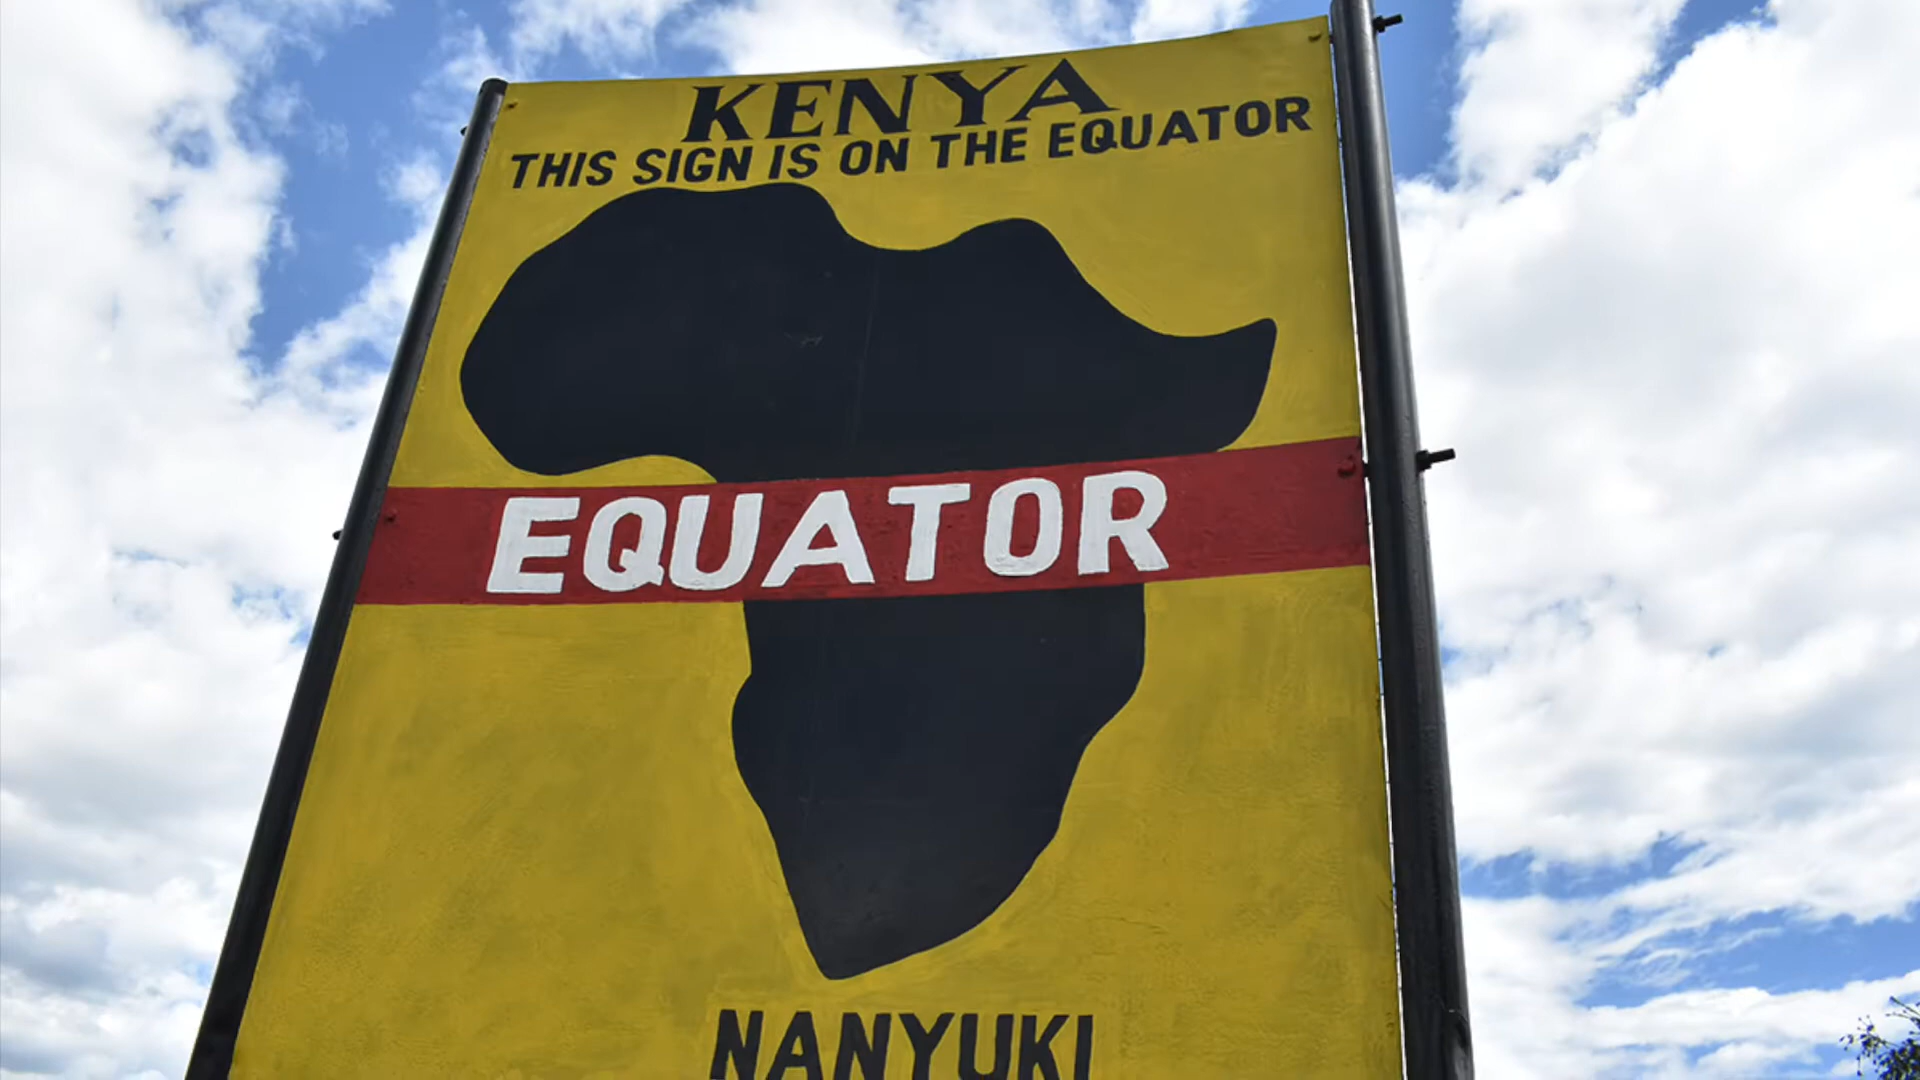 KENYA
THIS SIGN IS ON THE EQUATOR
EQUATOR
NANYUKI